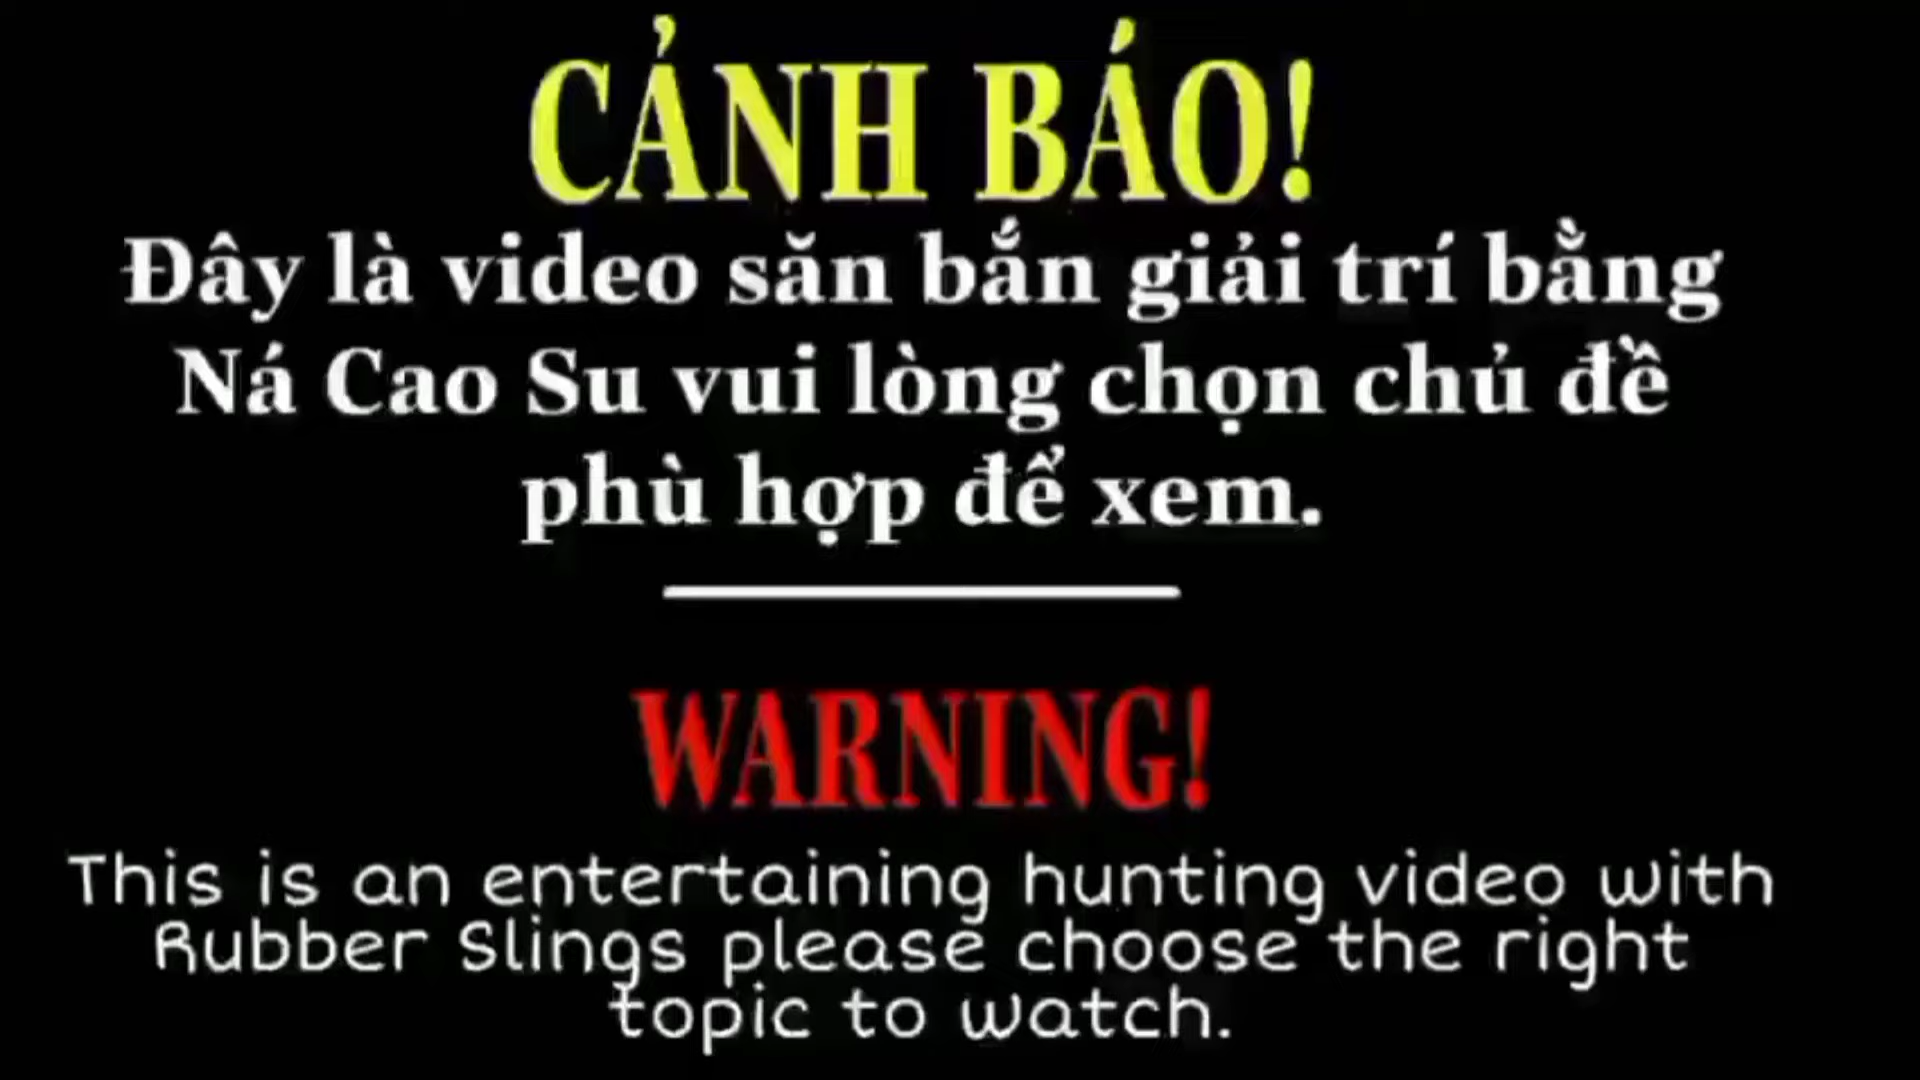 CẢNH BÁO!
Đây là video săn bắn giải trí bằng
Ná Cao Su vui lòng chọn chủ đề
phù hợp để xem.
WARNING!
This is an entertaining hunting video with
Rubber Slings please choose the right
topic to watch.